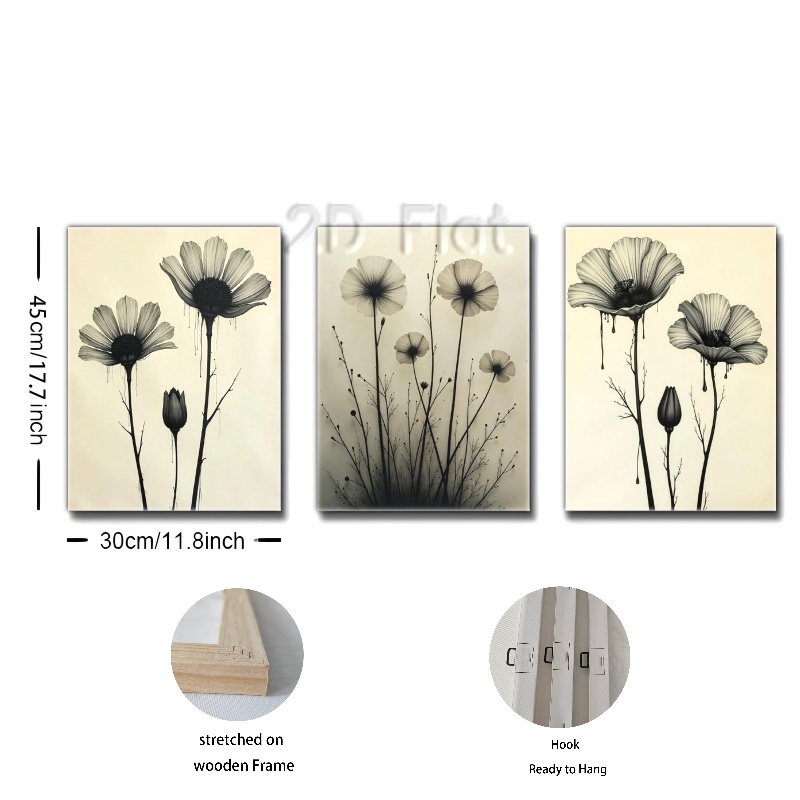 2D Flat
45cm/17.7inch
30cm/11.8inch
stretched on
wooden Frame
Hook
Ready to Hang